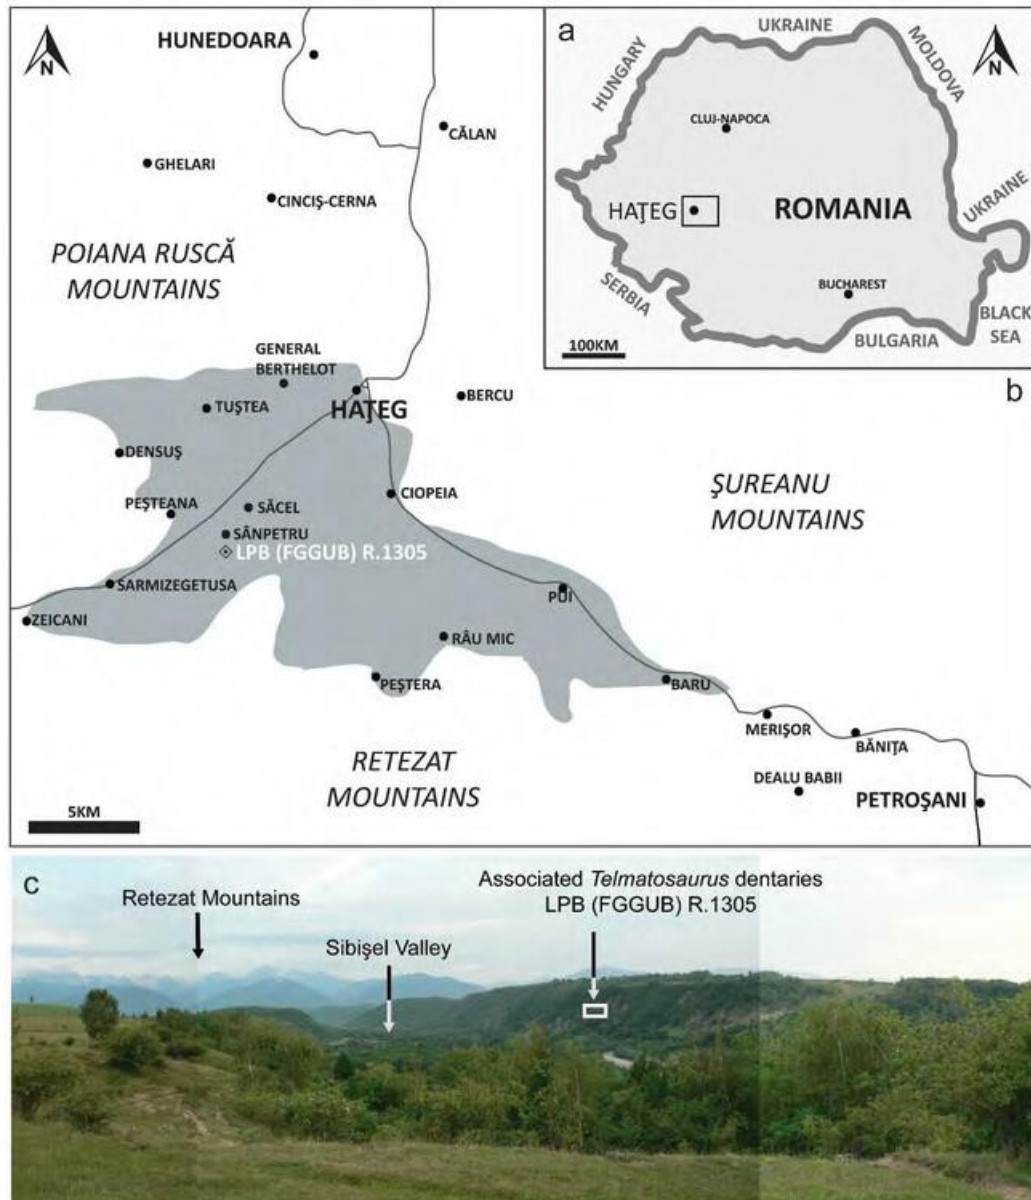 HUNEDOARA
N
CĂLAN
GHELARI
CINCIŞ-CERNA
POIANA RUSCĂ
MOUNTAINS
a
UKRAINE
N
HUNGARY
MOLDOVA
CLUJ-NAPOCA
HAŢEG
ROMANIA
UKRAINE
SERBIA
BUCHAREST
BLACK
SEA
BULGARIA
100KM
b
GENERAL
BERTHELOT
TUŞTEA
HAŢEG
BERCU
DENSUŞ
PEŞTEANA
SĂCEL
CIOPEIA
ŞUREANU
MOUNTAINS
SÂNPETRU
LPB (FGGUB) R.1305
SARMIZEGETUSA
PUI
ZEICANI
RÂU MIC
PEŞTERA
BARU
MERIŞOR
BĂNIŢA
RETEZAT
MOUNTAINS
DEALU BABII
PETROŞANI
5KM
c
Retezat Mountains
Sibişel Valley
Associated Telmatosaurus dentaries
LPB (FGGUB) R.1305